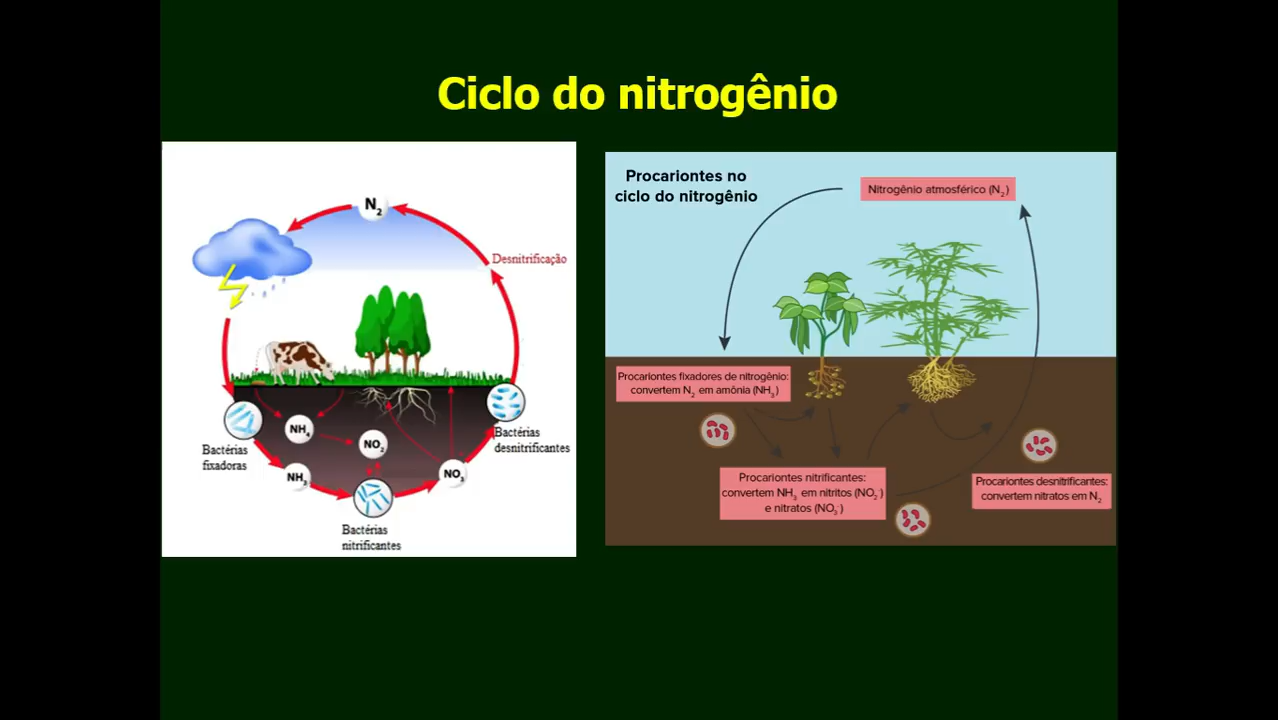 Ciclo do nitrogênio
N₂
Desnitrificação
NH₄
NO₂
Bactérias
fixadoras
NH₃
NO₃
Bactérias
desnitrificantes
Bactérias
nitrificantes
Procariontes no
ciclo do nitrogênio
Nitrogênio atmosférico (N₂)
Procariontes fixadores de nitrogênio:
convertem N₂ em amônia (NH₃)
Procariontes nitrificantes:
convertem NH₃ em nitritos (NO₂⁻)
e nitratos (NO₃⁻)
Procariontes desnitrificantes:
convertem nitratos em N₂